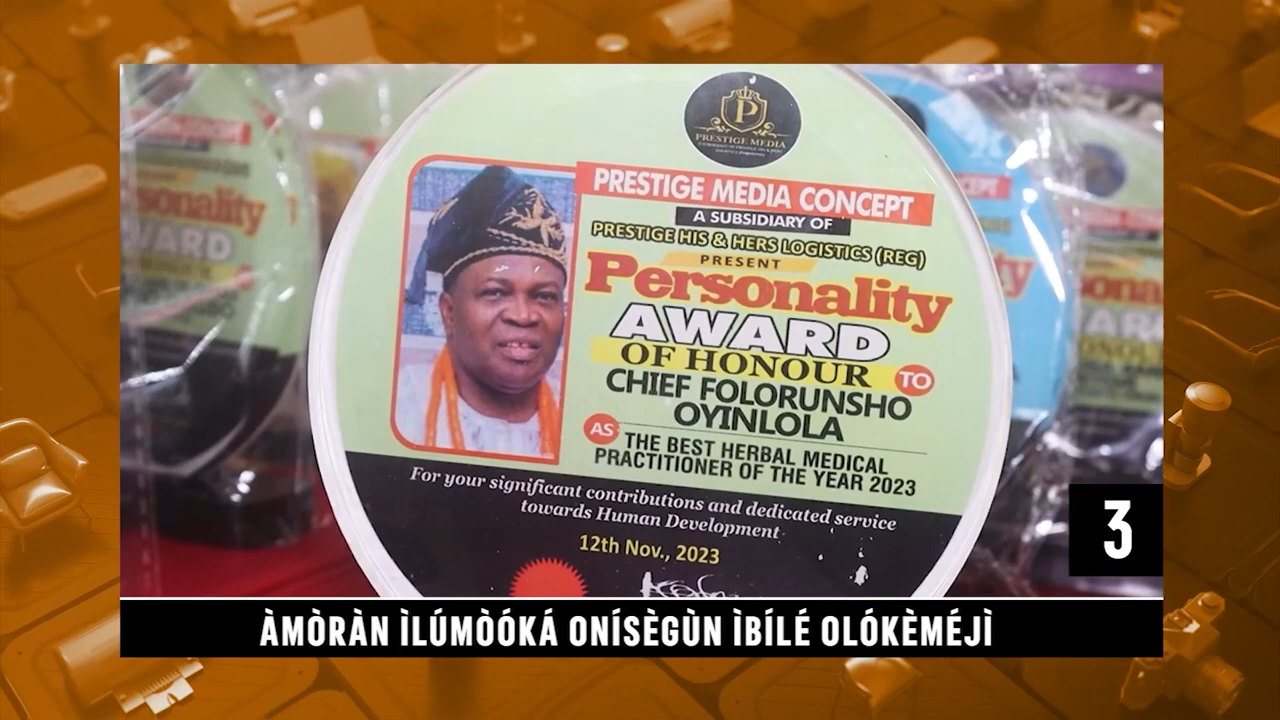 P
PRESTIGE MEDIA
PRESTIGE MEDIA CONCEPT
A SUBSIDIARY OF
PRESTIGE HIS & HERS LOGISTICS (REG)
PRESENT
Personality
AWARD
OF HONOUR TO
CHIEF FOLORUNSHO
OYINLOLA
AS THE BEST HERBAL MEDICAL
PRACTITIONER OF THE YEAR 2023
For your significant contributions and dedicated service
towards Human Development
12th Nov., 2023
3
ÀMÒRÀN ÌLÚMÒÓKÁ ONÍSÈGÙN ÌBÍLÉ OLÓKÈMÉJÌ